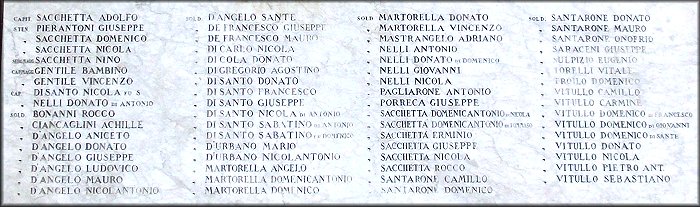 CAPIT. SACCHETTA ADOLFO
STEN PIERANTONI GIUSEPPE
" SACCHETTA DOMENICO
" SACCHETTA NICOLA
SACCHETTA NINO
GENTILE BAMBINO
" GENTILE VINCENZO
CAP. DI SANTO NICOLA FU S
" NELLI DONATO DI ANTONIO
SOLD. BONANNI ROCCO
" CIANCAGLINI ACHILLE
" D'ANGELO ANICETO
" D'ANGELO DONATO
" D'ANGELO GIUSEPPE
" D'ANGELO LUDOVICO
" D'ANGELO MAURO
" D'ANGELO NICOLANTONIO
SOLD. D'ANGELO SANTE
" DE FRANCESCO GIUSEPPE
" DE FRANCESCO MAURO
" DI CARLO NICOLA
" DI COLA DONATO
" DI GREGORIO AGOSTINO
" DI SANTO DONATO
" DI SANTO FRANCESCO
" DI SANTO GIUSEPPE
" DI SANTO NICOLA DI ANTONIO
" DI SANTO SABATINO DI ANTONIO
" DI SANTO SABATINO DI DOMENICO
" D'URBANO MARIO
" D'URBANO NICOLANTONIO
" MARTORELLA ANGELO
" MARTORELLA DOMENICANTONIO
" MARTORELLA DOMENICO
SOLD. MARTORELLA DONATO
" MARTORELLA VINCENZO
" MASTRANGELO ADRIANO
" NELLI ANTONIO
" NELLI DONATO DI DOMENICO
" NELLI GIOVANNI
" NELLI NICOLA
" PAGLIARONE ANTONIO
" PORRECA GIUSEPPE
" SACCHETTA DOMENICANTONIO DI NICOLA
" SACCHETTA DOMENICANTONIO DI TOMMASO
" SACCHETTA ERMINIO
" SACCHETTA GIUSEPPE
" SACCHETTA NICOLA
" SACCHETTA ROCCO
" SANTARONE CAMILLO
" SANTARONE DOMENICO
SOLD. SANTARONE DONATO
" SANTARONE MAURO
" SANTARONE ONOFRIO
" SARACENI GIUSEPPE
" SULPIZIO EUGENIO
" TORELLI VITALE
" TROILO DOMENICO
" VITULLO CAMILLO
" VITULLO CARMINE
" VITULLO DOMENICO DI FRANCESCO
" VITULLO DOMENICO DI GIOVANNI
" VITULLO DOMENICO DI SANTE
" VITULLO DONATO
" VITULLO NICOLA
" VITULLO PIETRO ANT.
" VITULLO SEBASTIANO